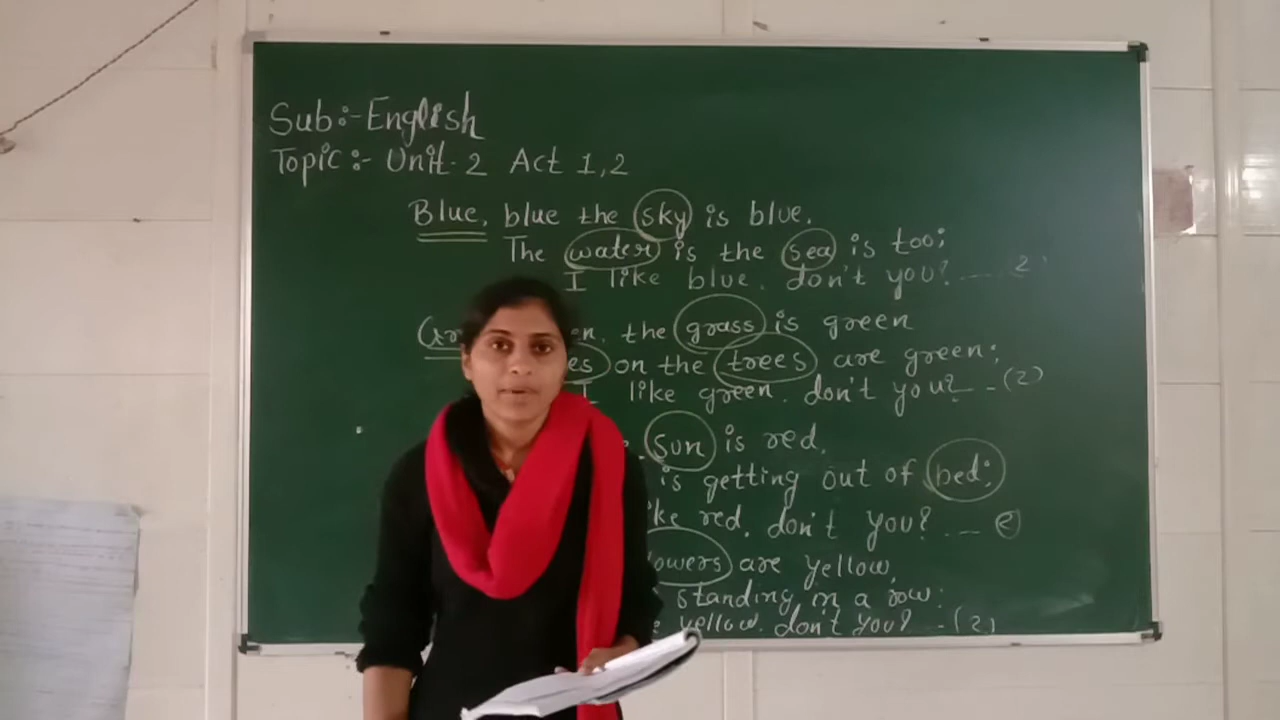 Sub:- English
Topic:- Unit-2 Act 1,2
Blue, blue the sky is blue.
The water is the sea is too;
I like blue. don't you? ---- 2)
the grass is green
on the trees are green;
I like green. don't you? - - (2)
Sun is red.
is getting out of bed;
red. don't you? ... -
are yellow,
standing in a row:
yellow. don't you? - (2)